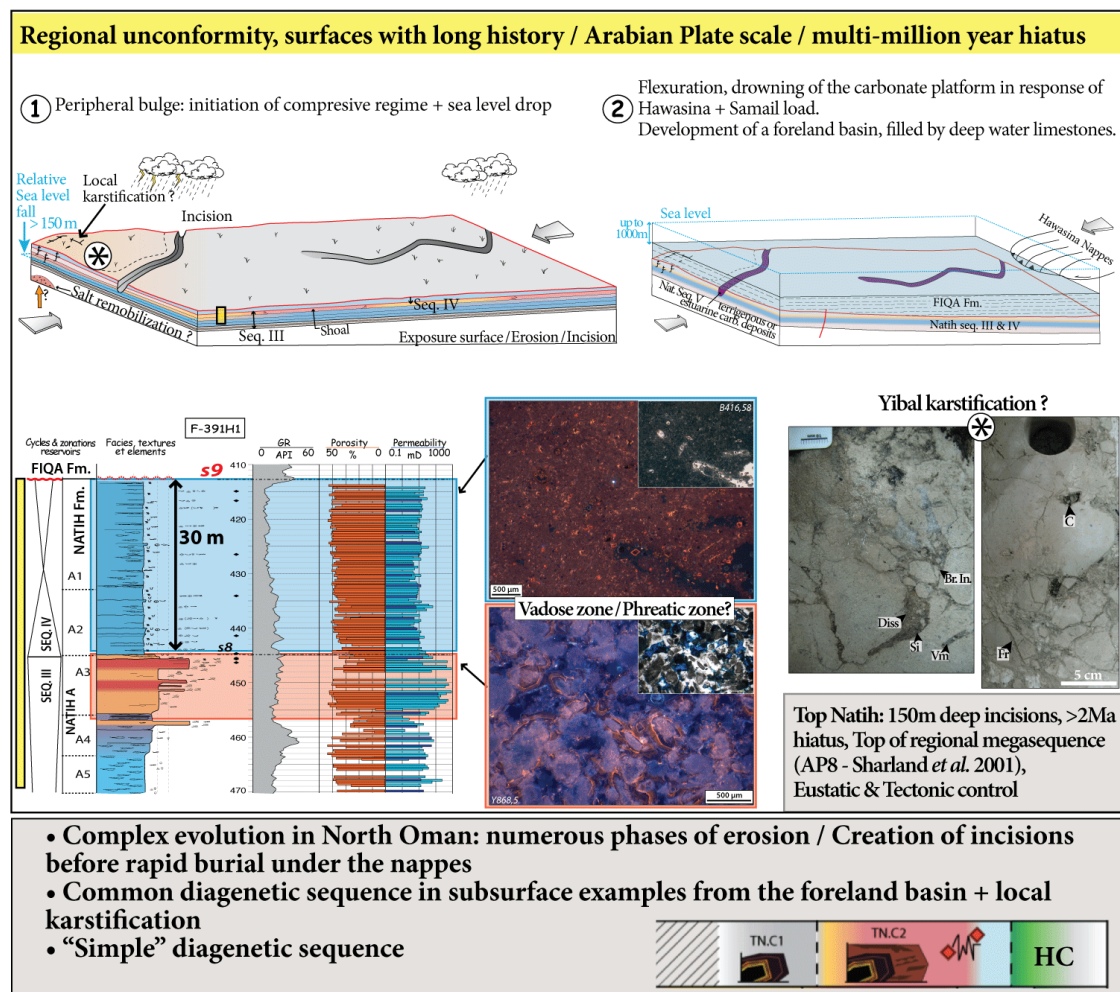 Regional unconformity, surfaces with long history / Arabian Plate scale / multi-million year hiatus
1
Peripheral bulge: initiation of compresive regime + sea level drop
2
Flexuration, drowning of the carbonate platform in response of
Hawasina + Samail load.
Development of a foreland basin, filled by deep water limestones.
Relative
Sea level
fall
> 150 m
Local
karstification ?
Incision
*
?
Salt remobilization ?
Seq. III
Shoal
Seq. IV
Exposure surface/Erosion/Incision
Sea level
up to
1000m
Hawasina Nappes
Nat. Seq. V
terrigenous or
estuarine carb. deposits
FIQA Fm.
Natih seq. III & IV
F-391H1
Cycles & zonations
reservoirs
Facies, textures
et elements
GR
0 API 60
Porosity
50 % 0
Permeability
0.1 mD 1000
FIQA Fm.
s9
410
NATIH Fm.
30 m
420
A1
430
A2
440
SEQ. IV
s8
SEQ. III
NATIH A
A3
450
A4
460
A5
470
B416,58
500 µm
Vadose zone/Phreatic zone?
Y868,5
500 µm
Yibal karstification ?
*
C
Br. In.
Diss
Si
Vm
Fr
5 cm
Top Natih: 150m deep incisions, >2Ma
hiatus, Top of regional megasequence
(AP8 - Sharland et al. 2001),
Eustatic & Tectonic control
• Complex evolution in North Oman: numerous phases of erosion / Creation of incisions
before rapid burial under the nappes
• Common diagenetic sequence in subsurface examples from the foreland basin + local
karstification
• “Simple” diagenetic sequence
TN.C1
TN.C2
HC